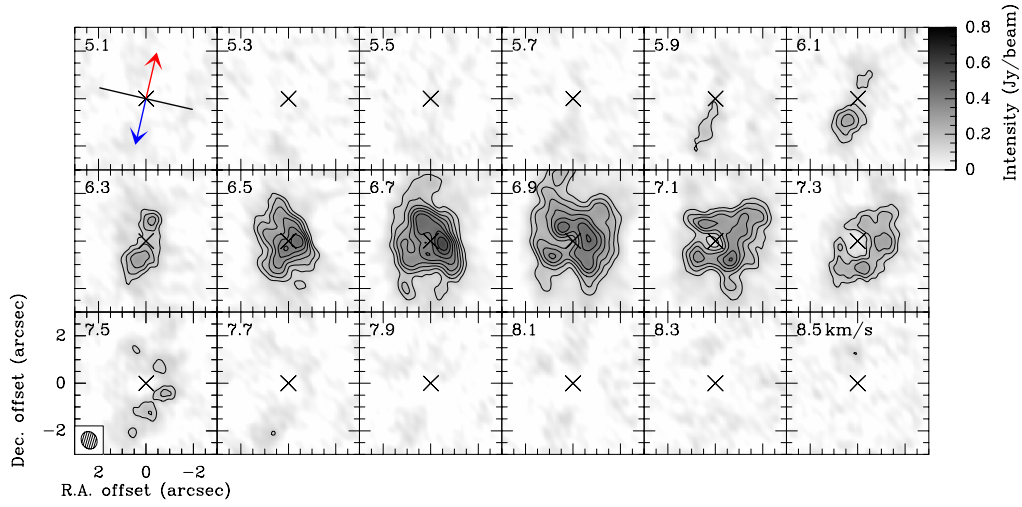 5.1 5.3 5.5 5.7 5.9 6.1
0.8
0.6
0.4
0.2
0
Intensity (Jy/beam)
6.3 6.5 6.7 6.9 7.1 7.3
7.5 7.7 7.9 8.1 8.3 8.5 km/s
2
0
−2
Dec. offset (arcsec)
2 0 −2
R.A. offset (arcsec)